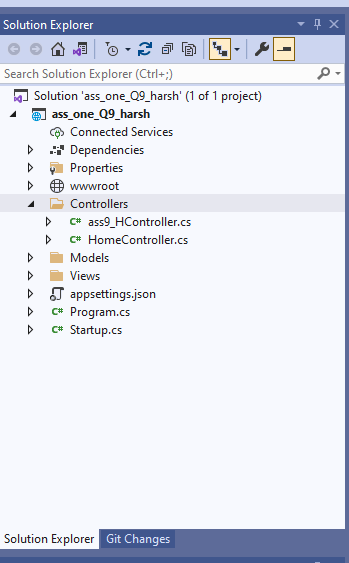 Solution Explorer
Search Solution Explorer (Ctrl+;)
Solution 'ass_one_Q9_harsh' (1 of 1 project)
ass_one_Q9_harsh
Connected Services
Dependencies
Properties
wwwroot
Controllers
C# ass9_HController.cs
C# HomeController.cs
Models
Views
appsettings.json
C# Program.cs
C# Startup.cs
Solution Explorer Git Changes